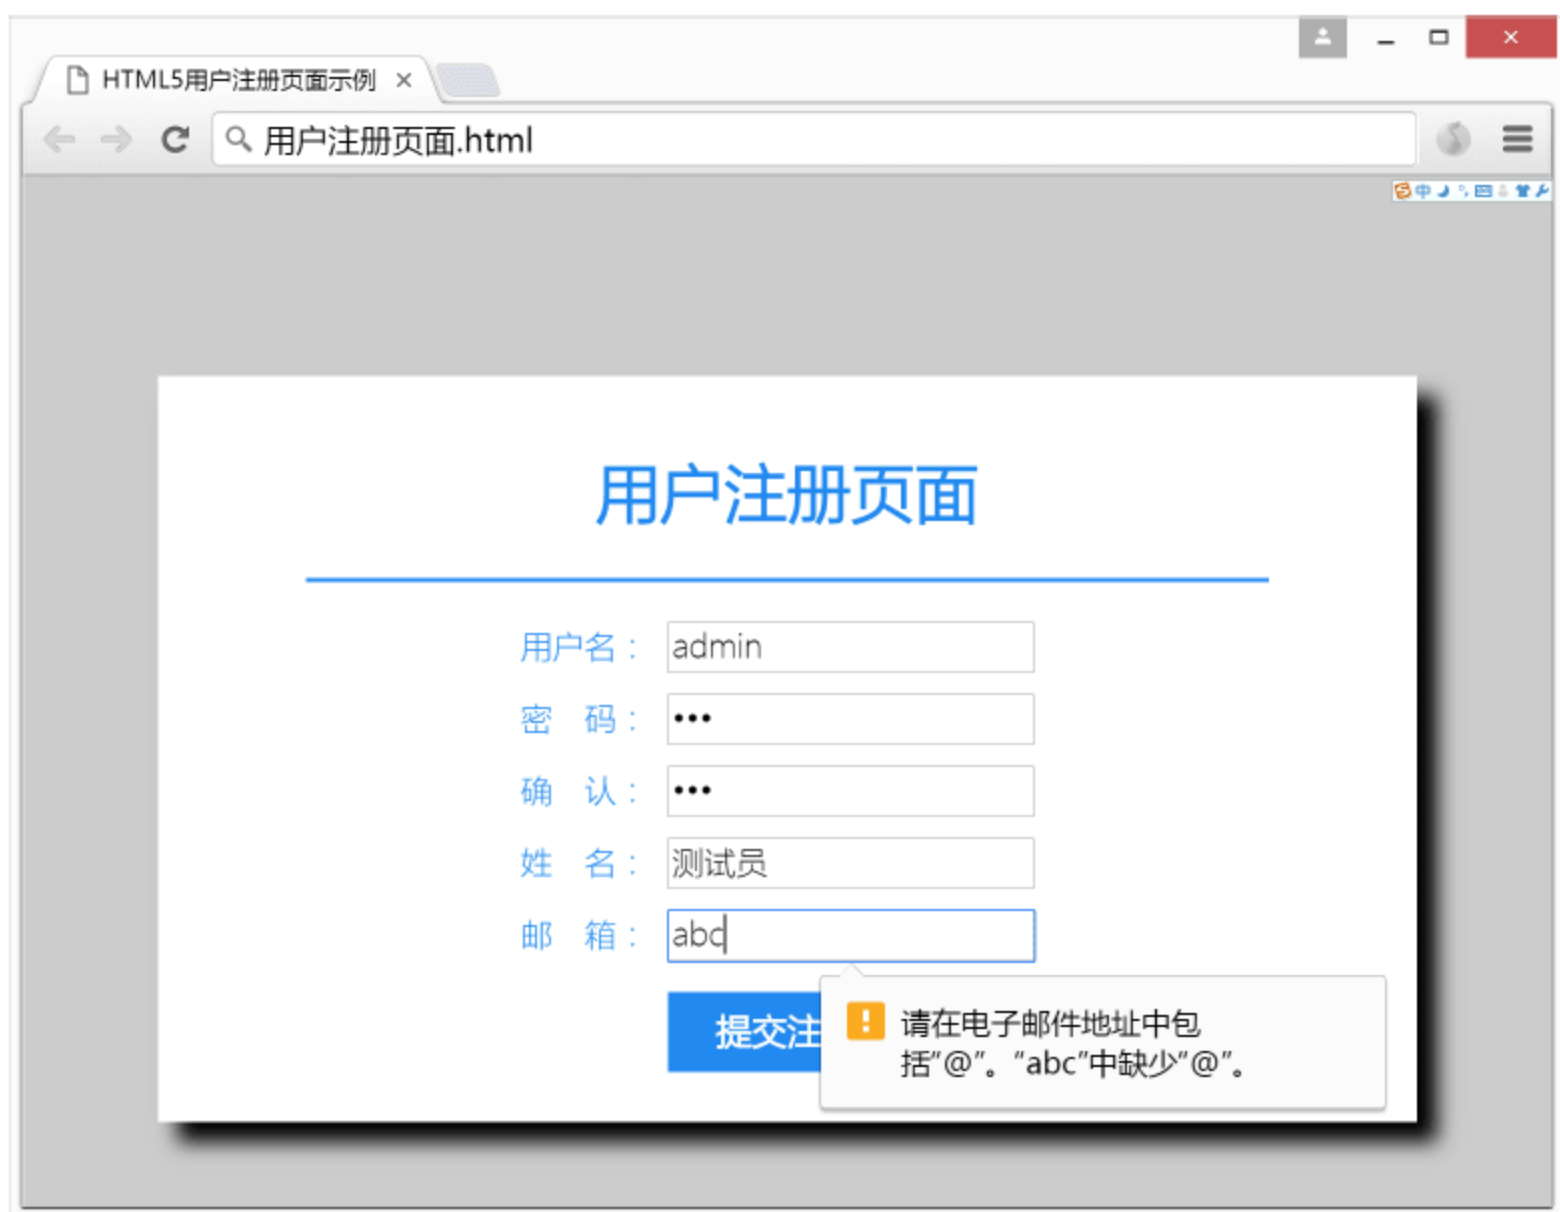 HTML5用户注册页面示例
用户注册页面.html
中
用户注册页面
用户名： admin
密 码： •••
确 认： •••
姓 名： 测试员
邮 箱： abc
提交注
请在电子邮件地址中包
括"@"。"abc"中缺少"@"。